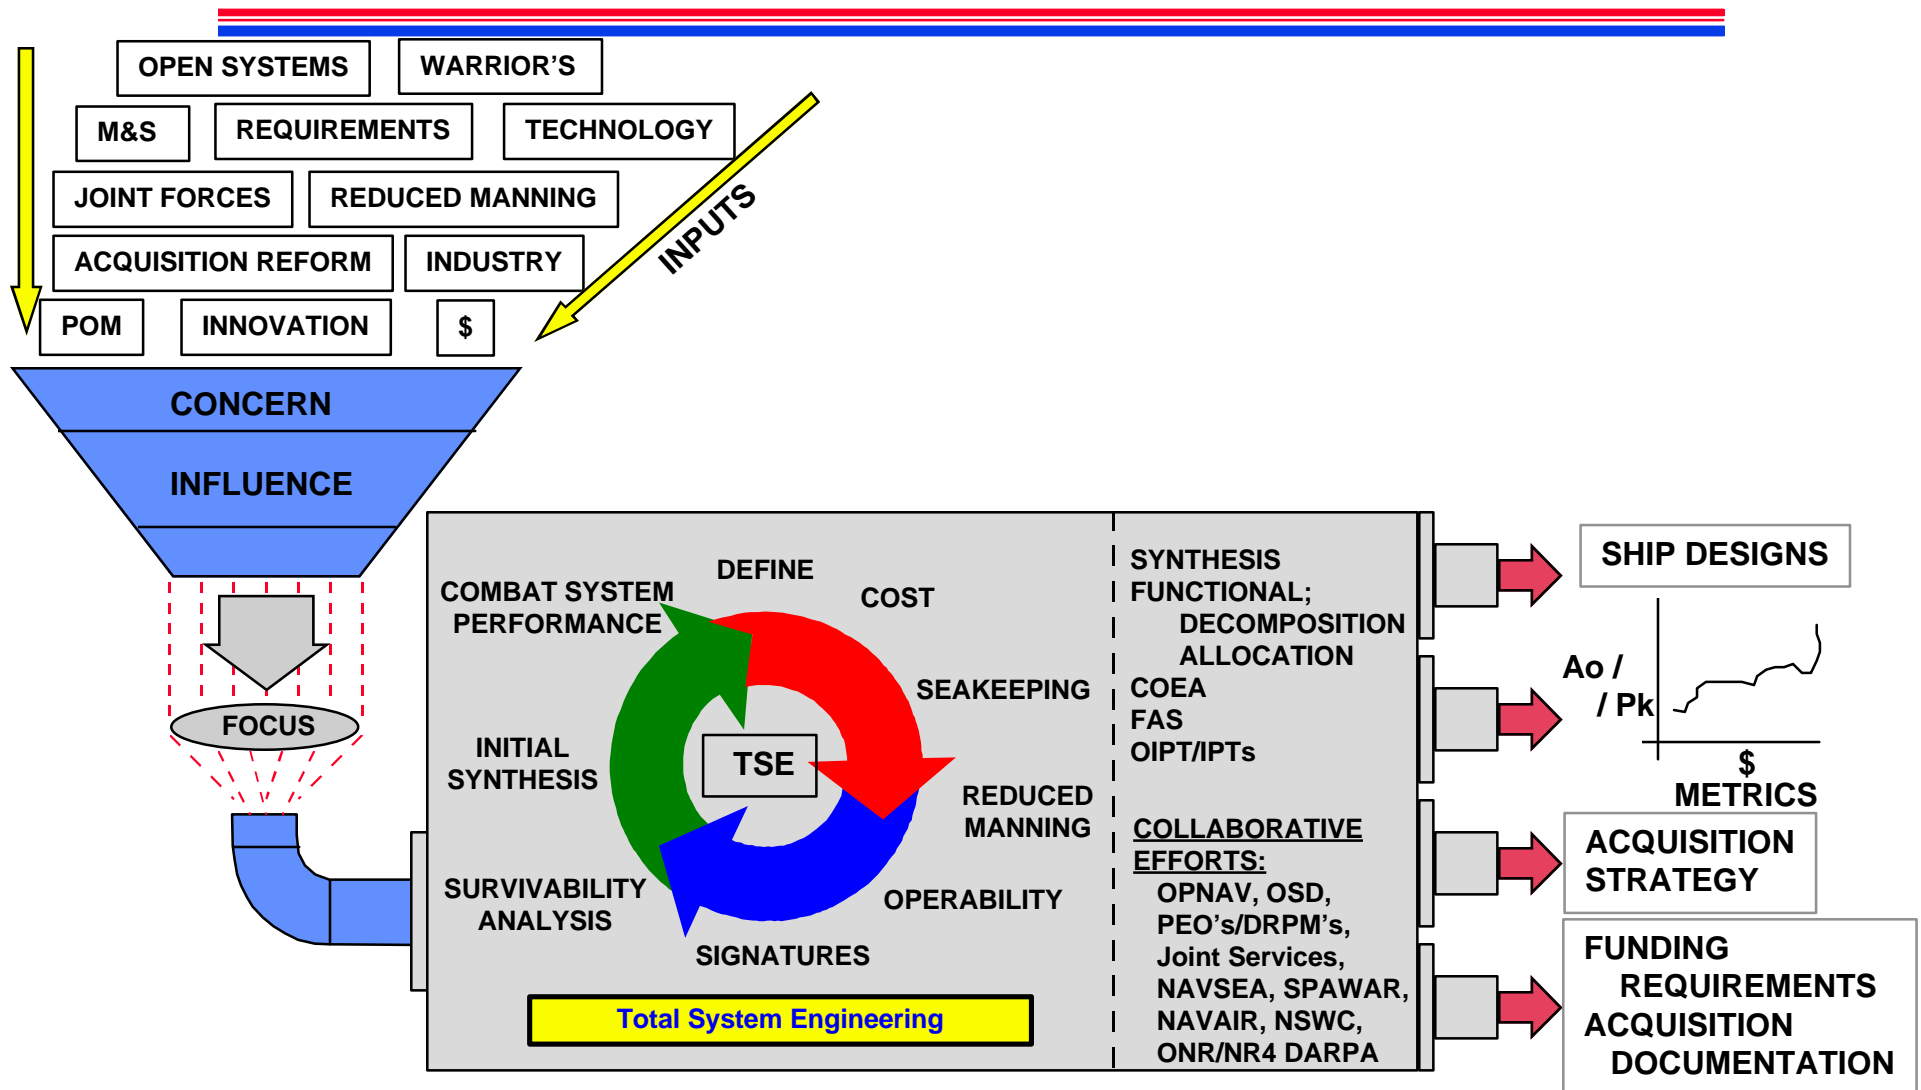 OPEN SYSTEMS
WARRIOR’S
M&S
REQUIREMENTS
TECHNOLOGY
JOINT FORCES
REDUCED MANNING
ACQUISITION REFORM
INDUSTRY
POM
INNOVATION
$
INPUTS
CONCERN
INFLUENCE
FOCUS
DEFINE
COST
COMBAT SYSTEM
PERFORMANCE
SEAKEEPING
INITIAL
SYNTHESIS
TSE
REDUCED
MANNING
SURVIVABILITY
ANALYSIS
OPERABILITY
SIGNATURES
Total System Engineering
SYNTHESIS
FUNCTIONAL;
DECOMPOSITION
ALLOCATION
COEA
FAS
OIPT/IPTs
COLLABORATIVE
EFFORTS:
OPNAV, OSD,
PEO’s/DRPM’s,
Joint Services,
NAVSEA, SPAWAR,
NAVAIR, NSWC,
ONR/NR4 DARPA
SHIP DESIGNS
Ao /
/ Pk
$
METRICS
ACQUISITION
STRATEGY
FUNDING
REQUIREMENTS
ACQUISITION
DOCUMENTATION